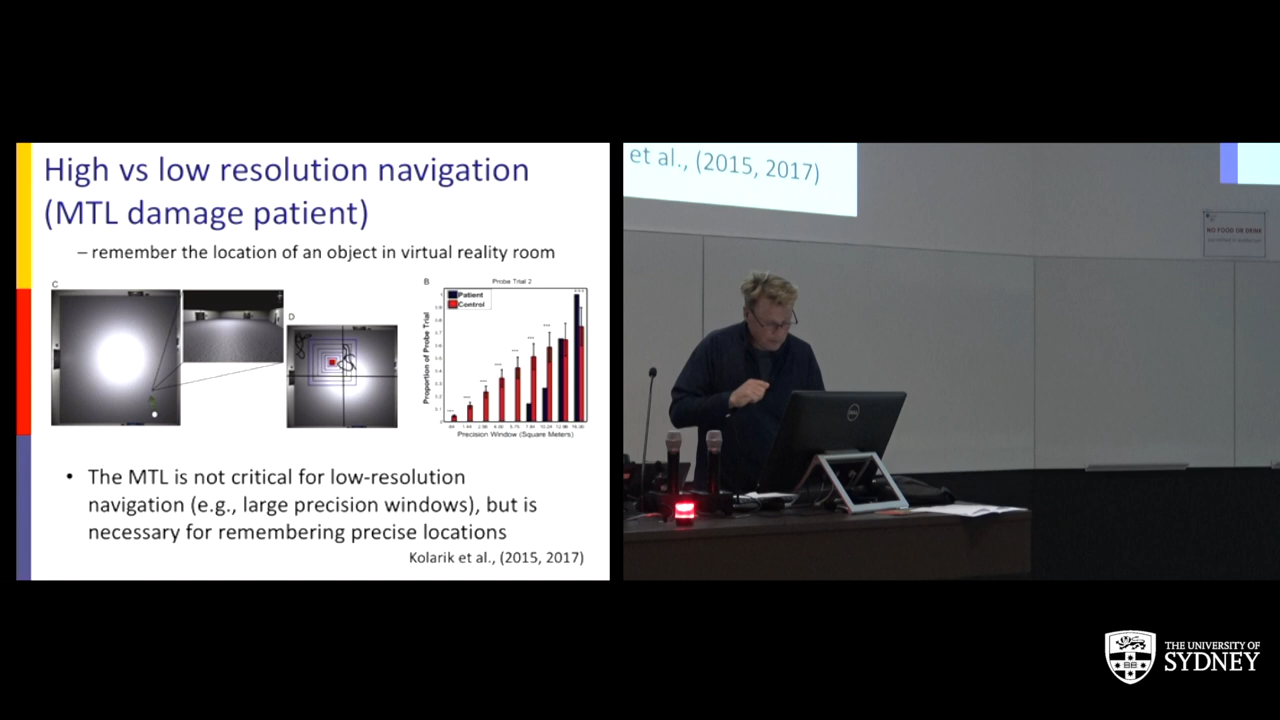 High vs low resolution navigation
(MTL damage patient)
– remember the location of an object in virtual reality room
C
D
B
Probe Trial 2
Patient
Control
Proportion of Probe Trial
Precision Window (Square Meters)
• The MTL is not critical for low-resolution
navigation (e.g., large precision windows), but is
necessary for remembering precise locations
Kolarik et al., (2015, 2017)
et al., (2015, 2017)
NO FOOD OR DRINK
DELL
THE UNIVERSITY OF
SYDNEY